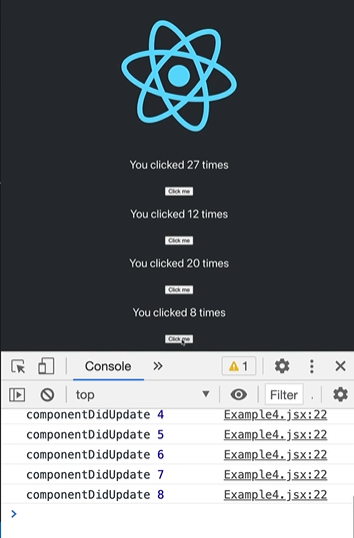 You clicked 27 times
Click me
You clicked 12 times
Click me
You clicked 20 times
Click me
You clicked 8 times
Click me
Console » 1
top Filter .
componentDidUpdate 4 Example4.jsx:22
componentDidUpdate 5 Example4.jsx:22
componentDidUpdate 6 Example4.jsx:22
componentDidUpdate 7 Example4.jsx:22
componentDidUpdate 8 Example4.jsx:22
>